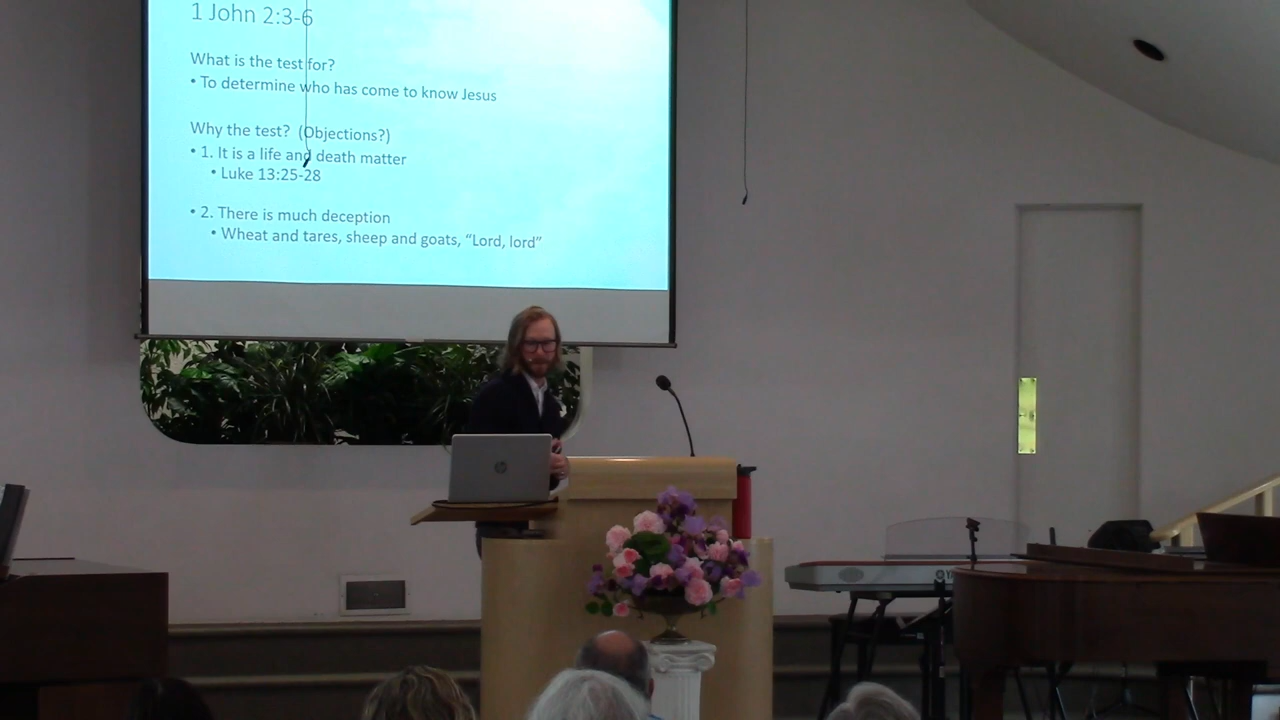 1 John 2:3-6
What is the test for?
• To determine who has come to know Jesus
Why the test? (Objections?)
• 1. It is a life and death matter
• Luke 13:25-28
• 2. There is much deception
• Wheat and tares, sheep and goats, “Lord, lord”
hp